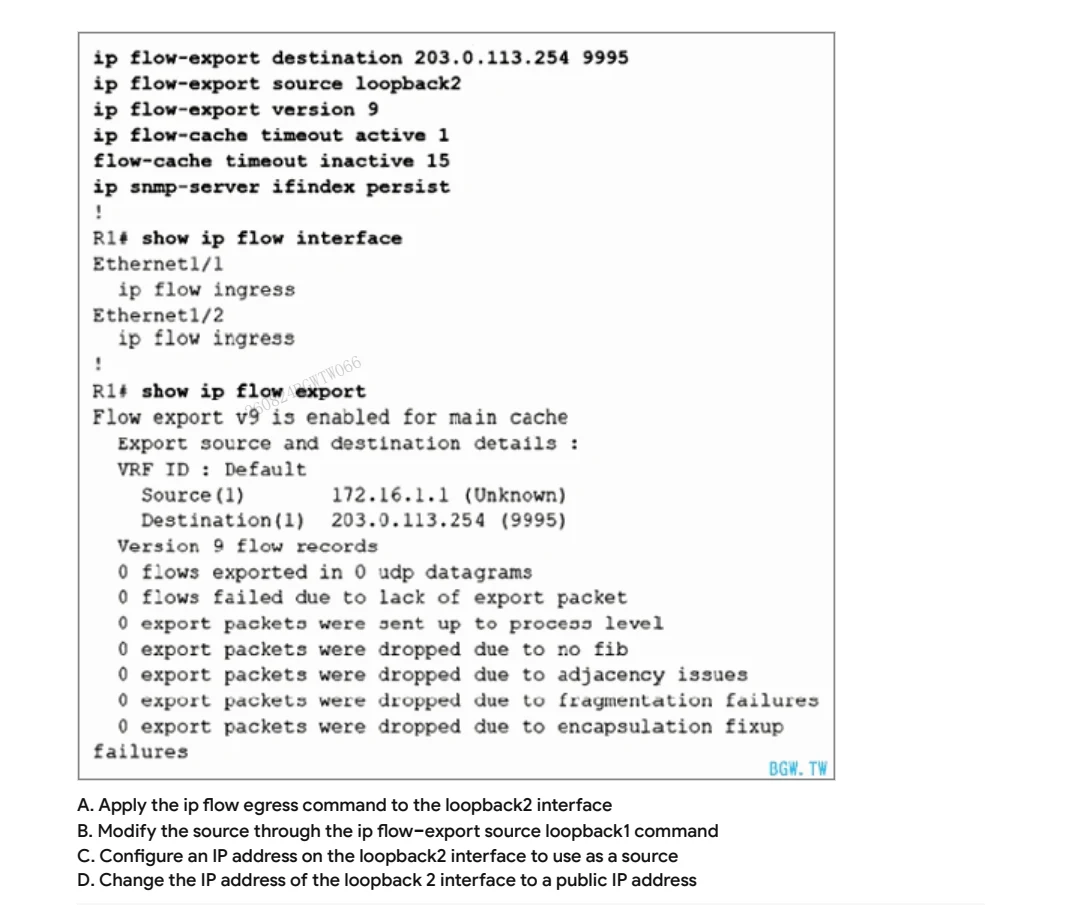 ip flow-export destination 203.0.113.254 9995
ip flow-export source loopback2
ip flow-export version 9
ip flow-cache timeout active 1
flow-cache timeout inactive 15
ip snmp-server ifindex persist
!
R1# show ip flow interface
Ethernet1/1
ip flow ingress
Ethernet1/2
ip flow ingress
!
R1# show ip flow export
Flow export v9 is enabled for main cache
Export source and destination details :
VRF ID : Default
Source(1) 172.16.1.1 (Unknown)
Destination(1) 203.0.113.254 (9995)
Version 9 flow records
0 flows exported in 0 udp datagrams
0 flows failed due to lack of export packet
0 export packets were sent up to process level
0 export packets were dropped due to no fib
0 export packets were dropped due to adjacency issues
0 export packets were dropped due to fragmentation failures
0 export packets were dropped due to encapsulation fixup
failures
BGW.TW
A. Apply the ip flow egress command to the loopback2 interface
B. Modify the source through the ip flow-export source loopback1 command
C. Configure an IP address on the loopback2 interface to use as a source
D. Change the IP address of the loopback 2 interface to a public IP address